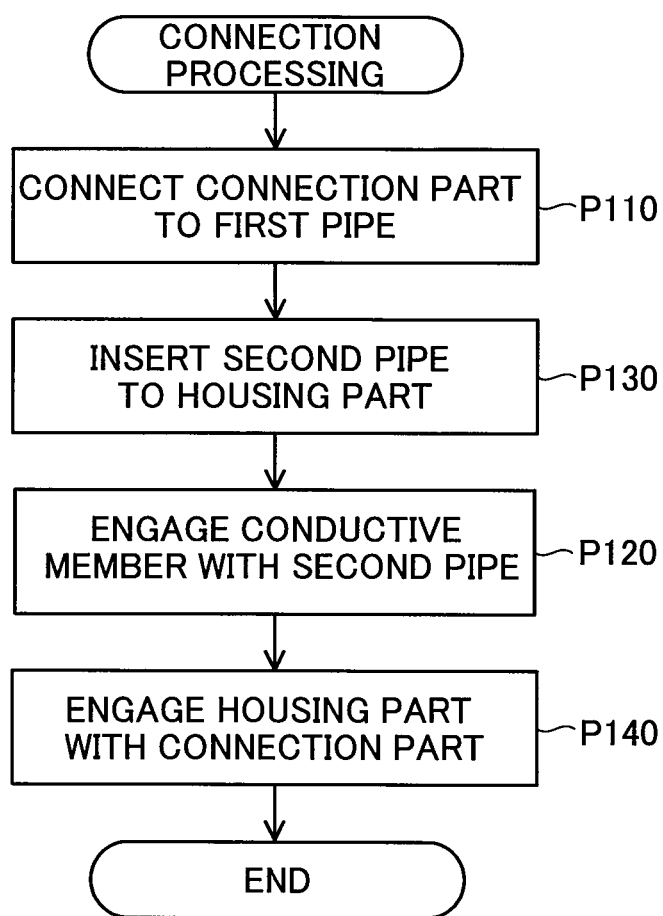 CONNECTION
PROCESSING
CONNECT CONNECTION PART
TO FIRST PIPE
P110
INSERT SECOND PIPE
TO HOUSING PART
P130
ENGAGE CONDUCTIVE
MEMBER WITH SECOND PIPE
P120
ENGAGE HOUSING PART
WITH CONNECTION PART
P140
END